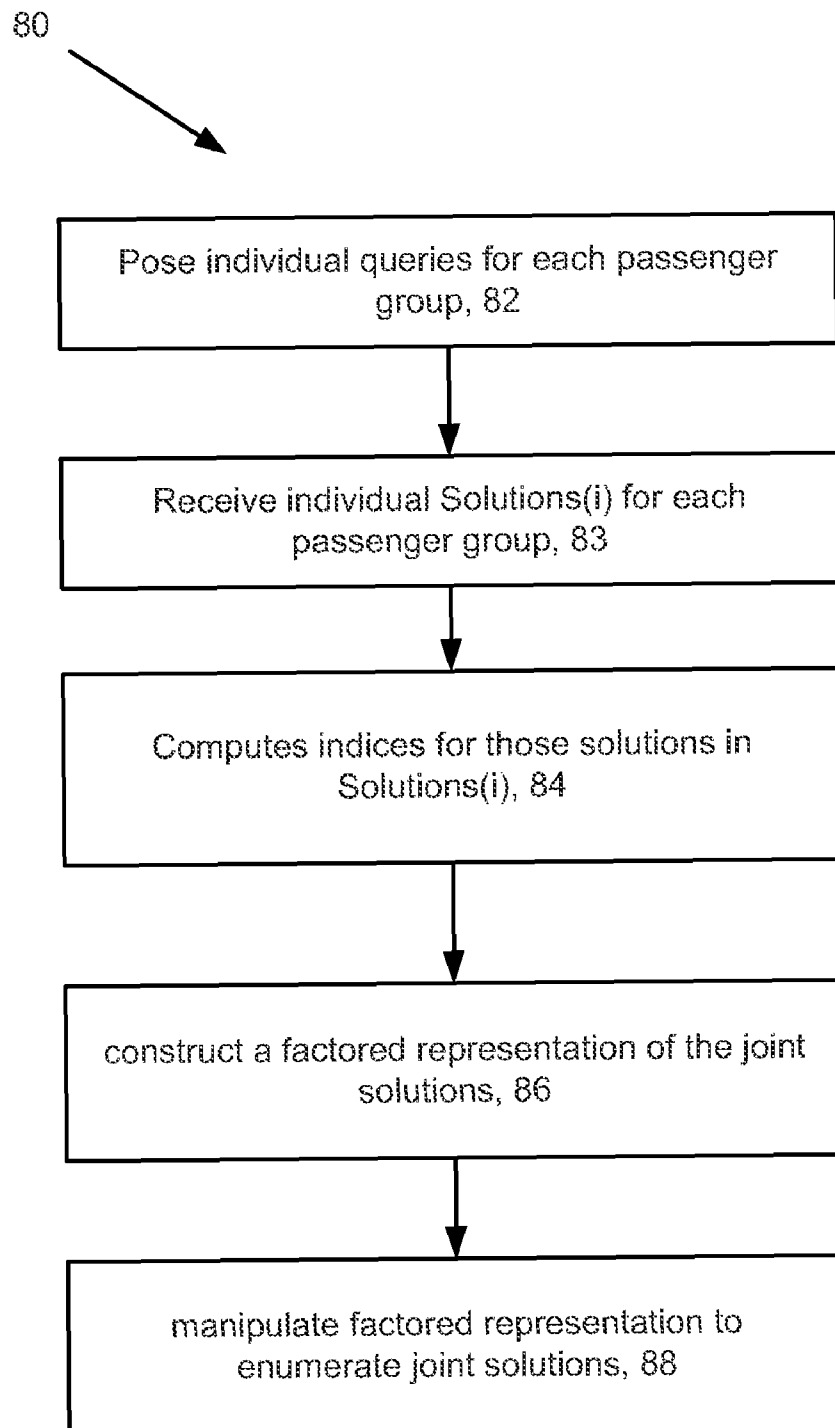 80
Pose individual queries for each passenger
group, 82
Receive individual Solutions(i) for each
passenger group, 83
Computes indices for those solutions in
Solutions(i), 84
construct a factored representation of the joint
solutions, 86
manipulate factored representation to
enumerate joint solutions, 88